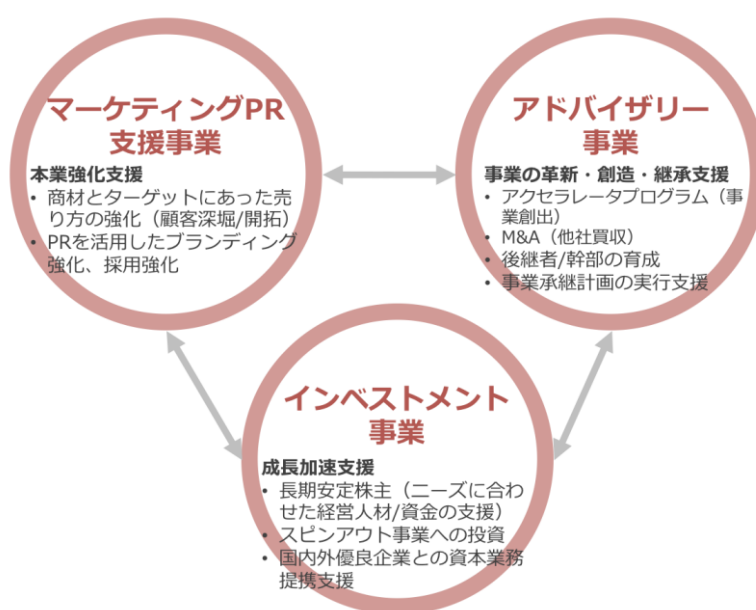 マーケティングPR
支援事業
本業強化支援
• 商材とターゲットにあった売
り方の強化（顧客深堀/開拓）
• PRを活用したブランディング
強化、採用強化
アドバイザリー
事業
事業の革新・創造・継承支援
• アクセラレータプログラム（事
業創出）
• M&A（他社買収）
• 後継者/幹部の育成
• 事業承継計画の実行支援
インベストメント
事業
成長加速支援
• 長期安定株主（ニーズに合わ
せた経営人材/資金の支援）
• スピンアウト事業への投資
• 国内外優良企業との資本業務
提携支援